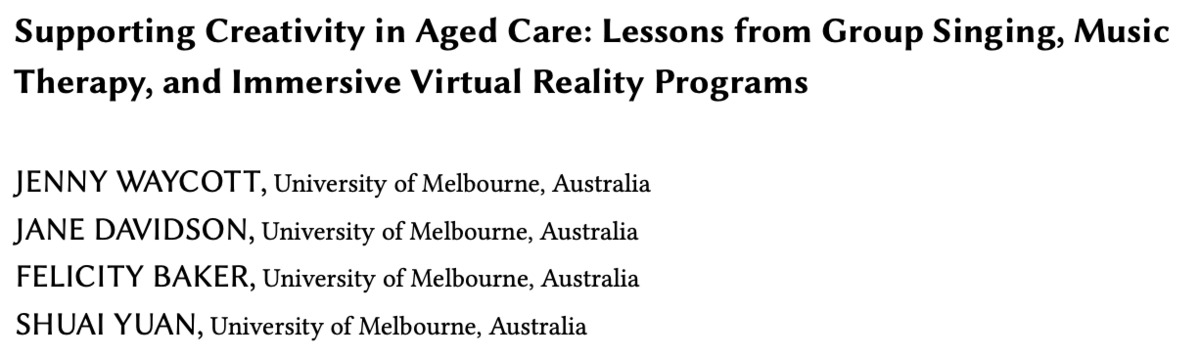 Supporting Creativity in Aged Care: Lessons from Group Singing, Music
Therapy, and Immersive Virtual Reality Programs
JENNY WAYCOTT, University of Melbourne, Australia
JANE DAVIDSON, University of Melbourne, Australia
FELICITY BAKER, University of Melbourne, Australia
SHUAI YUAN, University of Melbourne, Australia